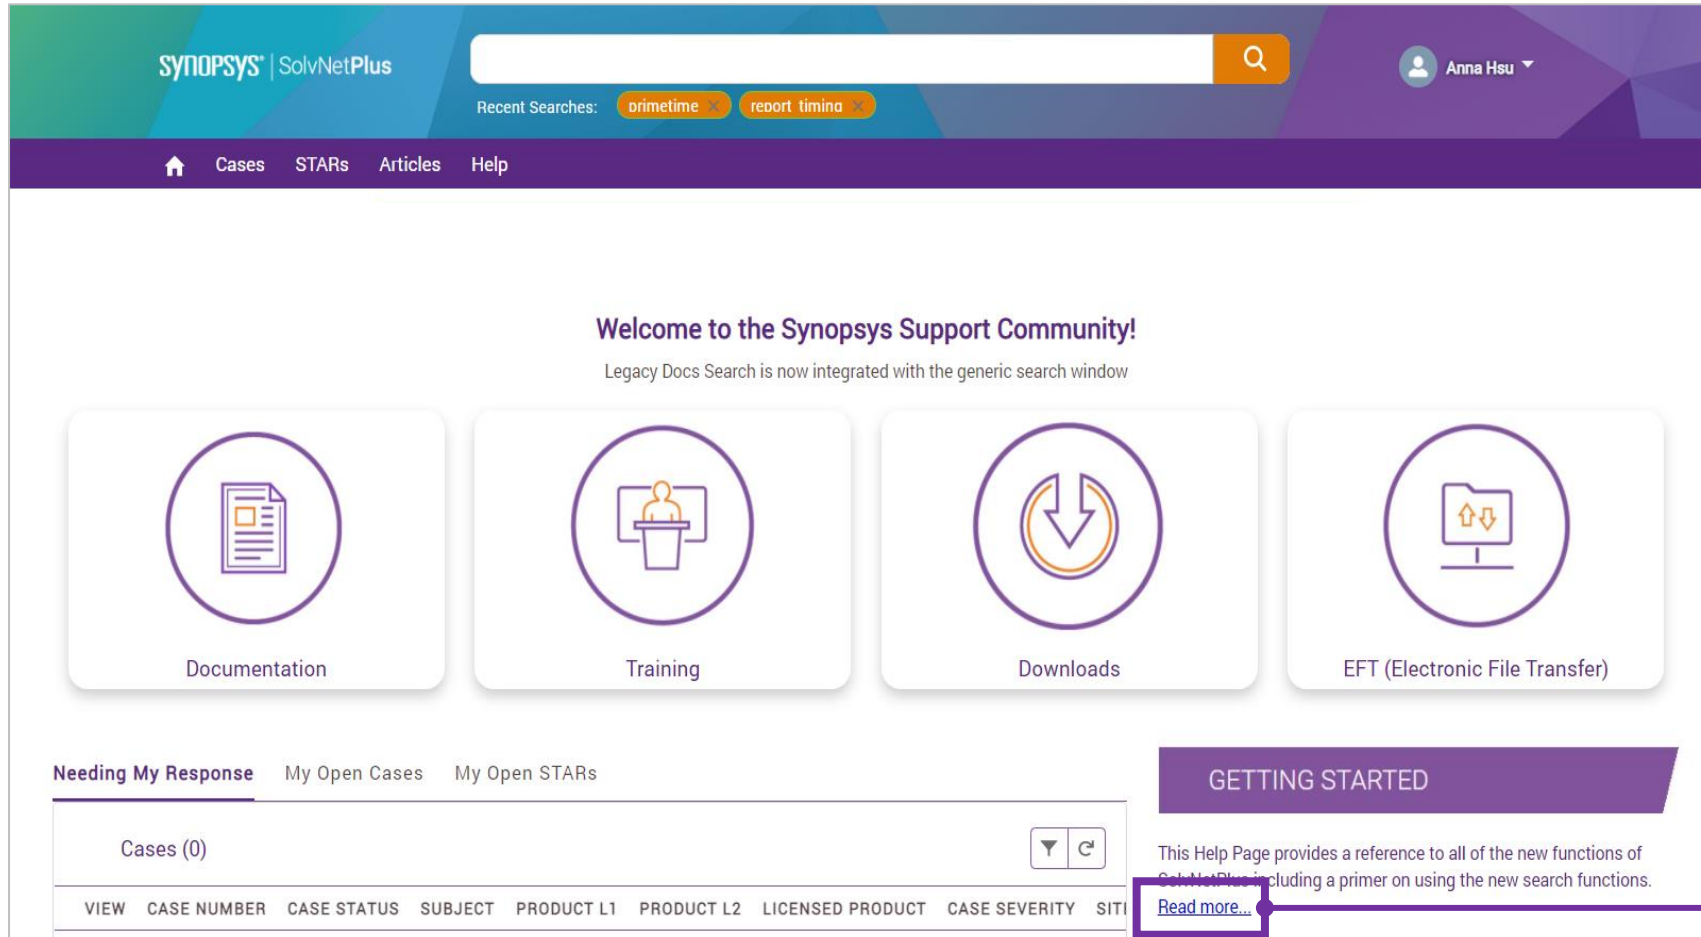 SYNOPSYS® | SolvNetPlus
Anna Hsu
Recent Searches: primetime × report_timing ×
Cases STARs Articles Help
Welcome to the Synopsys Support Community!
Legacy Docs Search is now integrated with the generic search window
Documentation Training Downloads EFT (Electronic File Transfer)
Needing My Response My Open Cases My Open STARs
Cases (0)
VIEW CASE NUMBER CASE STATUS SUBJECT PRODUCT L1 PRODUCT L2 LICENSED PRODUCT CASE SEVERITY
GETTING STARTED
This Help Page provides a reference to all of the new functions of
SolvNetPlus including a primer on using the new search functions.
Read more...